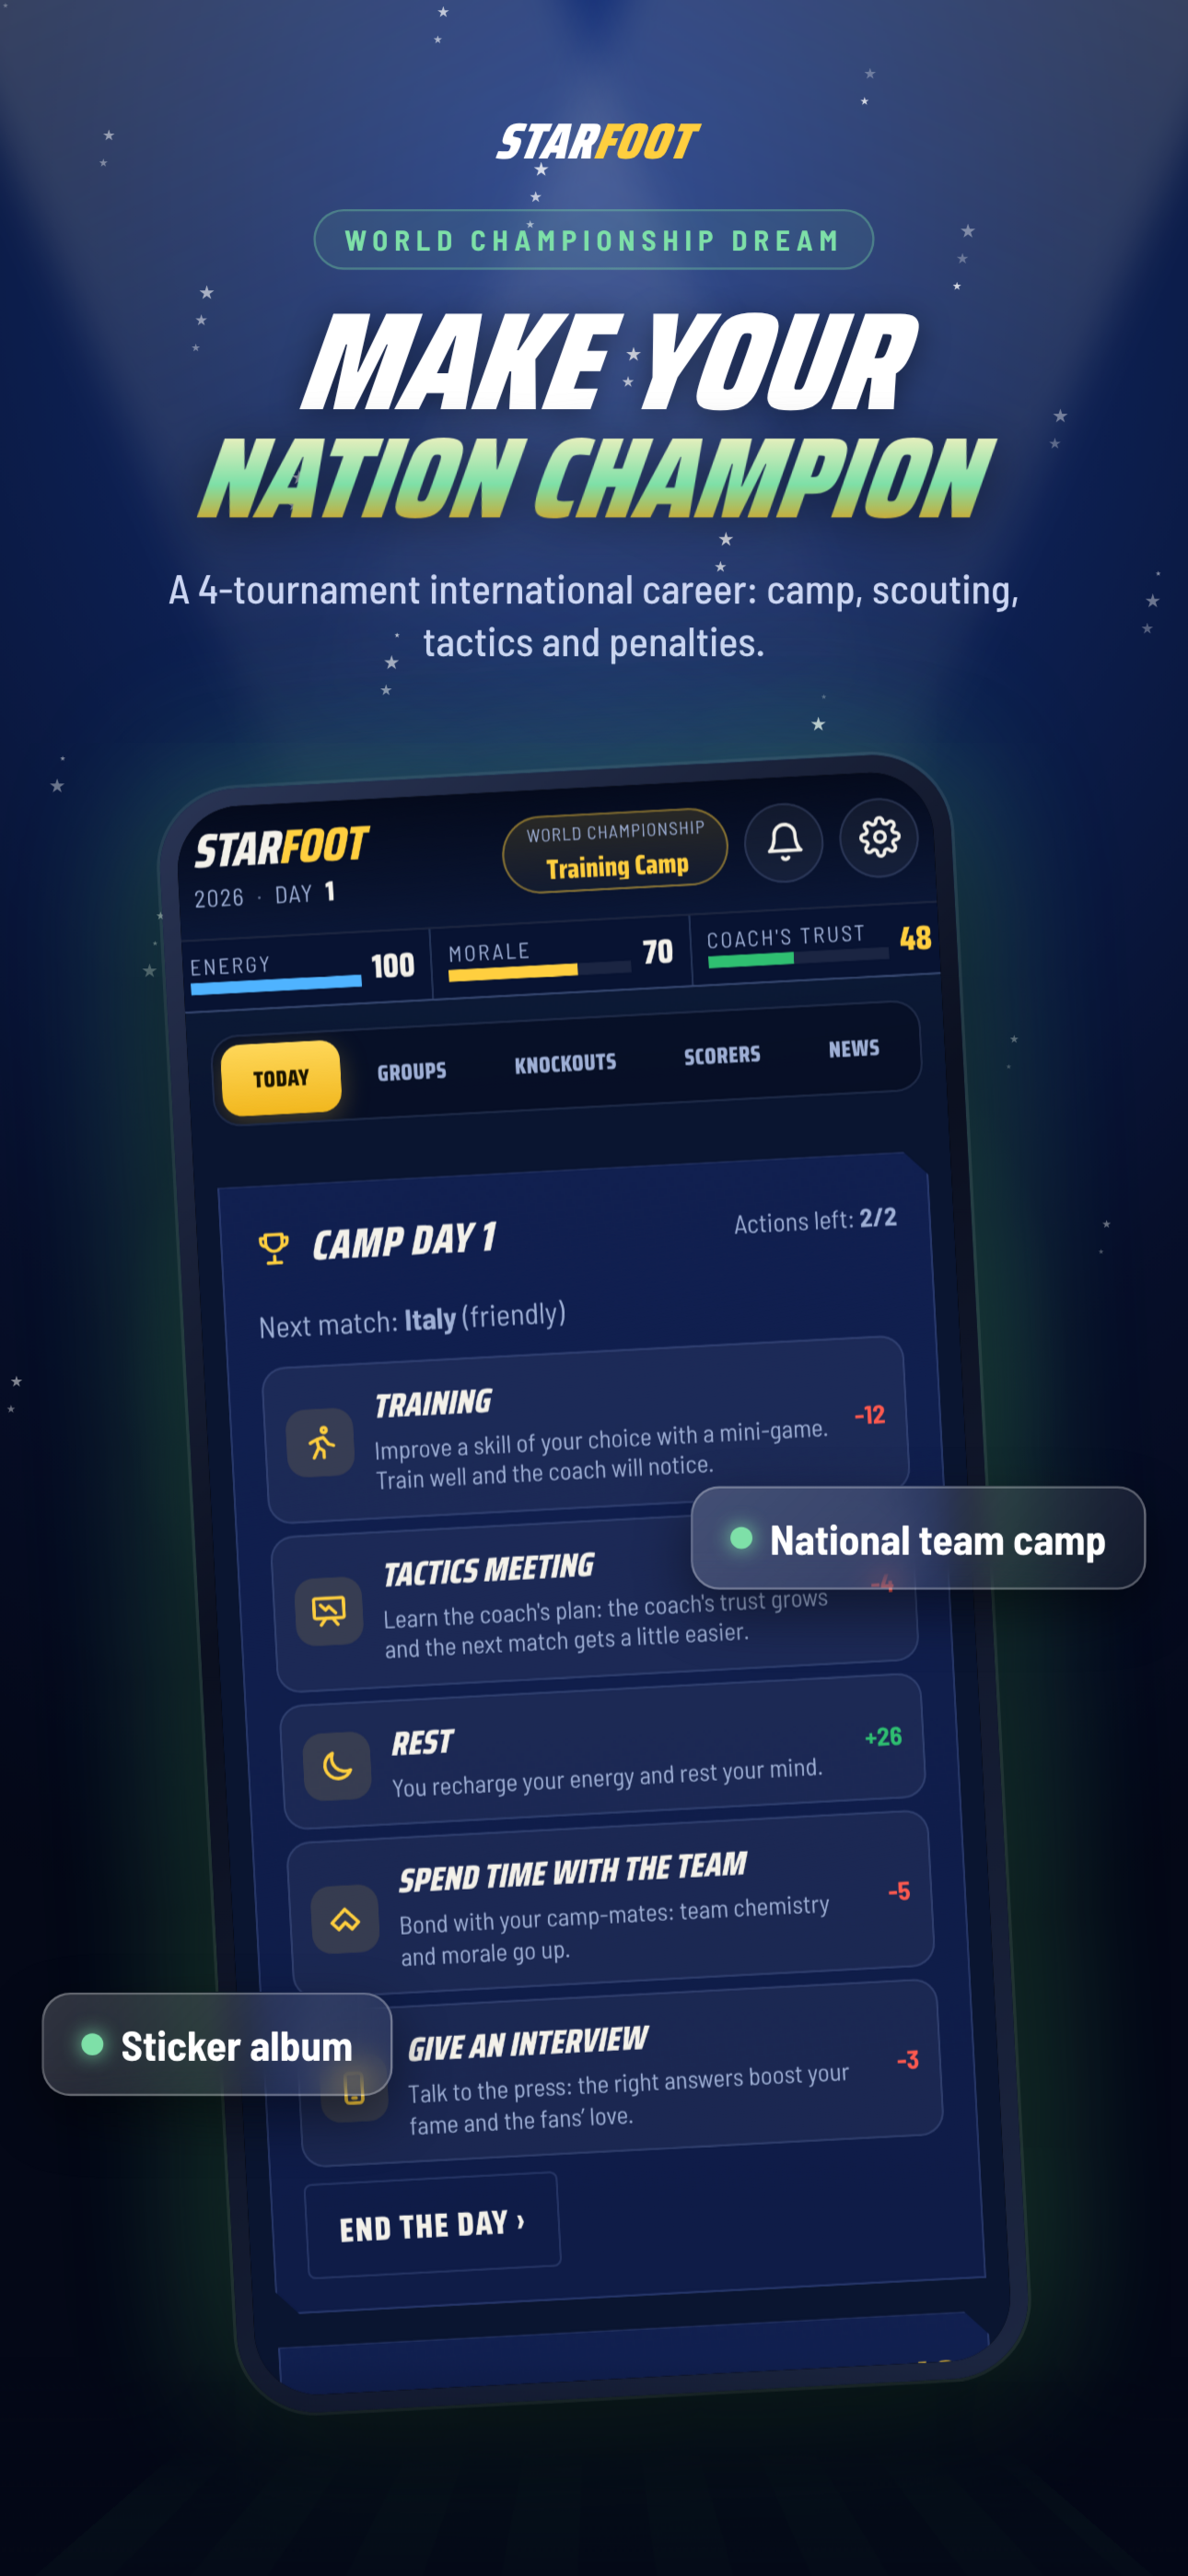 STARFOOT
WORLD CHAMPIONSHIP DREAM
MAKE YOUR
NATION CHAMPION
A 4-tournament international career: camp, scouting,
tactics and penalties.
STARFOOT
2026 · DAY 1
WORLD CHAMPIONSHIP
Training Camp
ENERGY 100
MORALE 70
COACH'S TRUST 48
TODAY GROUPS KNOCKOUTS SCORERS NEWS
CAMP DAY 1
Actions left: 2/2
Next match: Italy (friendly)
TRAINING
Improve a skill of your choice with a mini-game.
Train well and the coach will notice.
-12
National team camp
TACTICS MEETING
Learn the coach's plan: the coach's trust grows
and the next match gets a little easier.
-4
REST
You recharge your energy and rest your mind.
+26
SPEND TIME WITH THE TEAM
Bond with your camp-mates: team chemistry
and morale go up.
-5
Sticker album
GIVE AN INTERVIEW
Talk to the press: the right answers boost your
fame and the fans’ love.
-3
END THE DAY ›